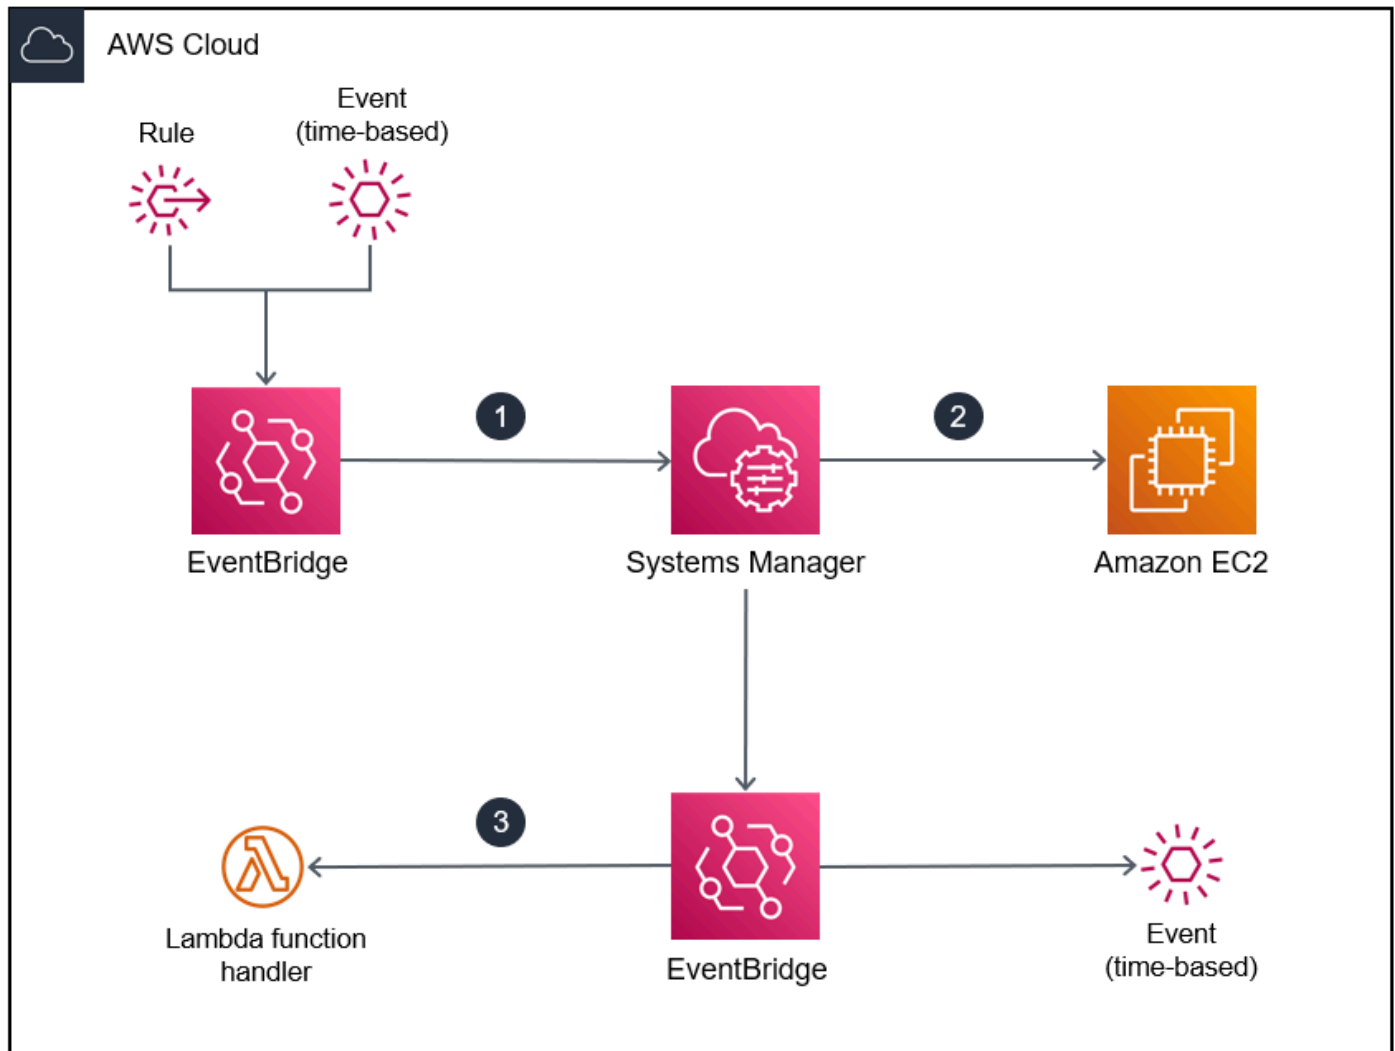 AWS Cloud
Rule
Event
(time-based)
1
2
EventBridge
Systems Manager
Amazon EC2
3
Lambda function
handler
EventBridge
Event
(time-based)